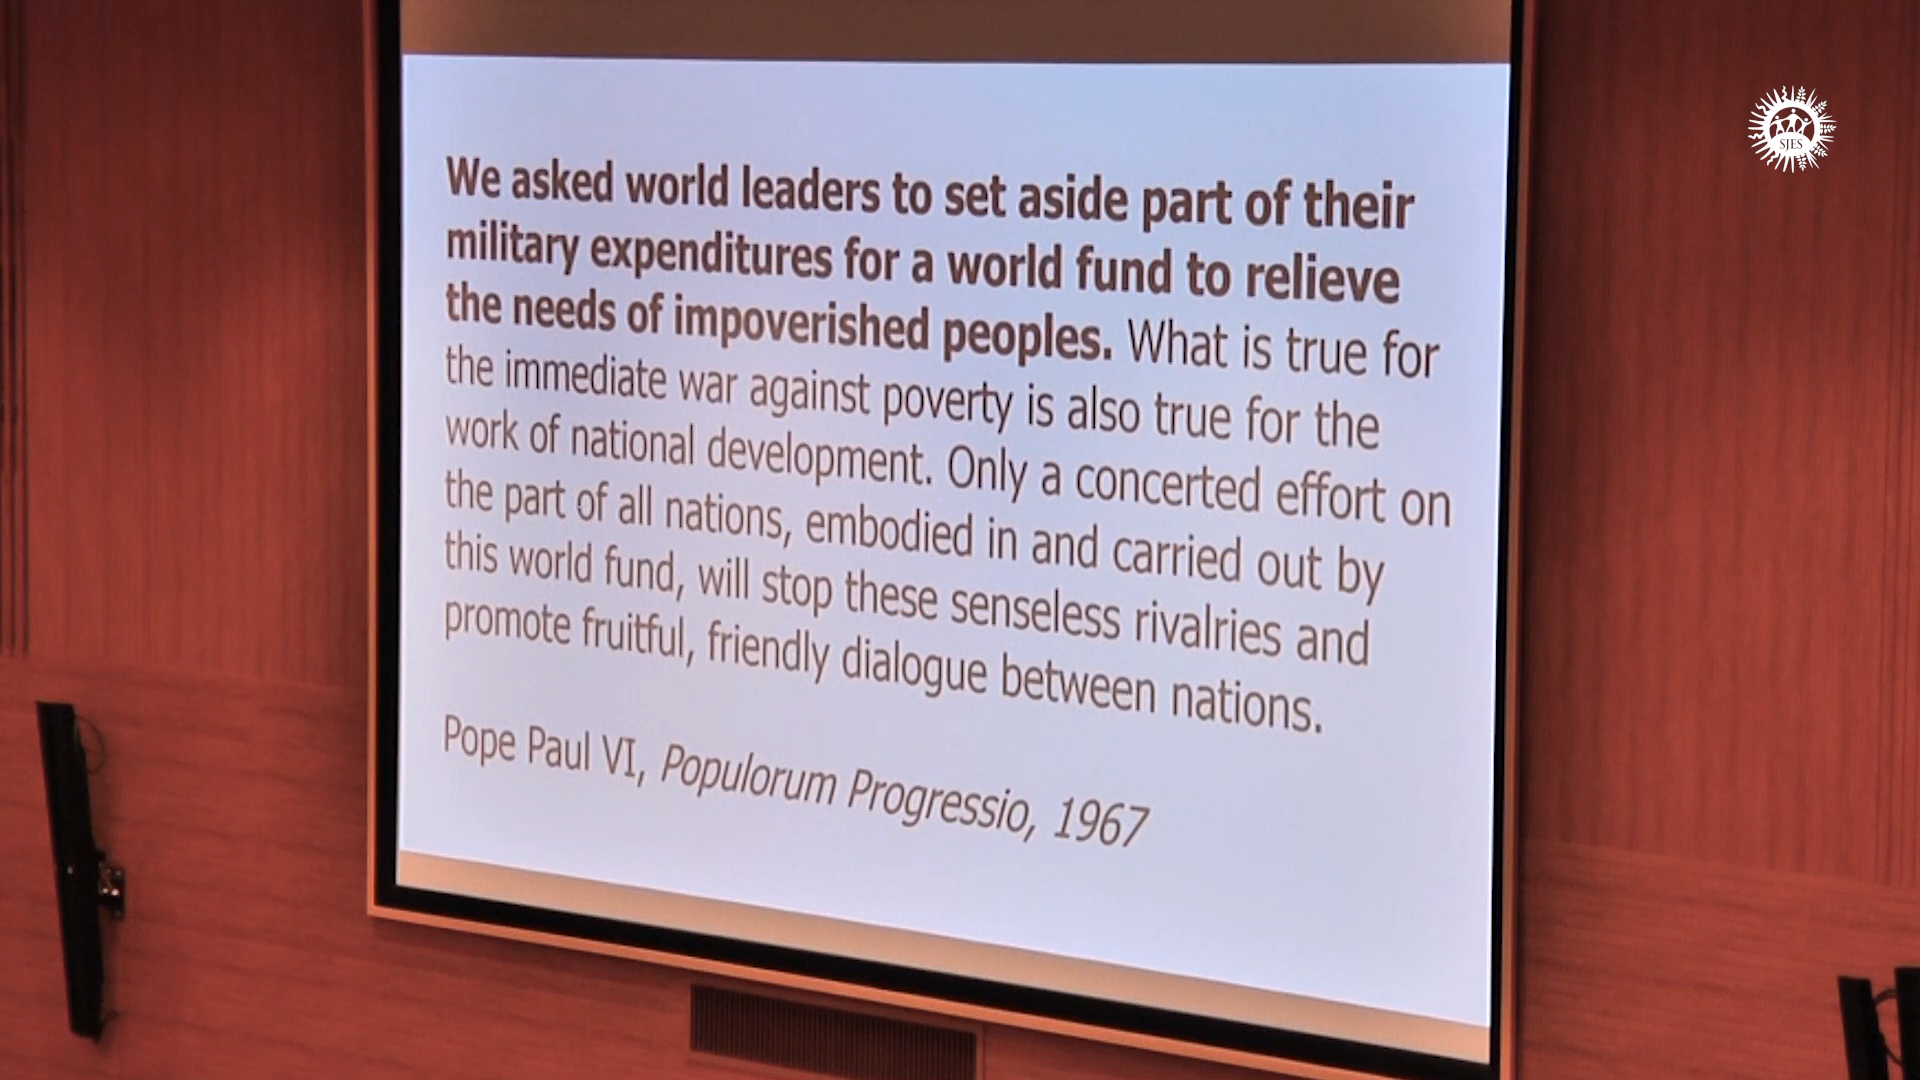 We asked world leaders to set aside part of their
military expenditures for a world fund to relieve
the needs of impoverished peoples. What is true for
the immediate war against poverty is also true for the
work of national development. Only a concerted effort on
the part of all nations, embodied in and carried out by
this world fund, will stop these senseless rivalries and
promote fruitful, friendly dialogue between nations.
Pope Paul VI, Populorum Progressio, 1967
SJES